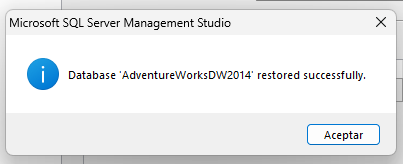 Microsoft SQL Server Management Studio
Database 'AdventureWorksDW2014' restored successfully.
Aceptar